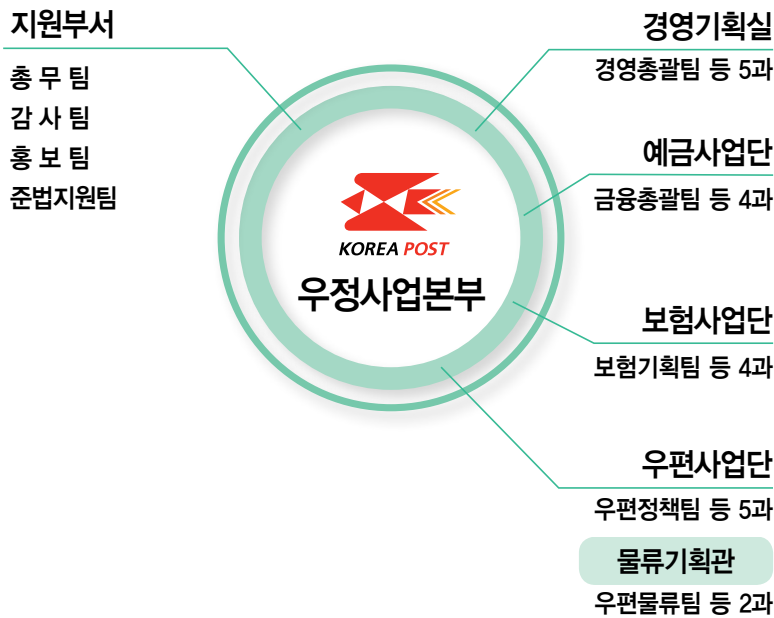 지원부서
총 무 팀
감 사 팀
홍 보 팀
준법지원팀
KOREA POST
우정사업본부
경영기획실
경영총괄팀 등 5과
예금사업단
금융총괄팀 등 4과
보험사업단
보험기획팀 등 4과
우편사업단
우편정책팀 등 5과
물류기획관
우편물류팀 등 2과